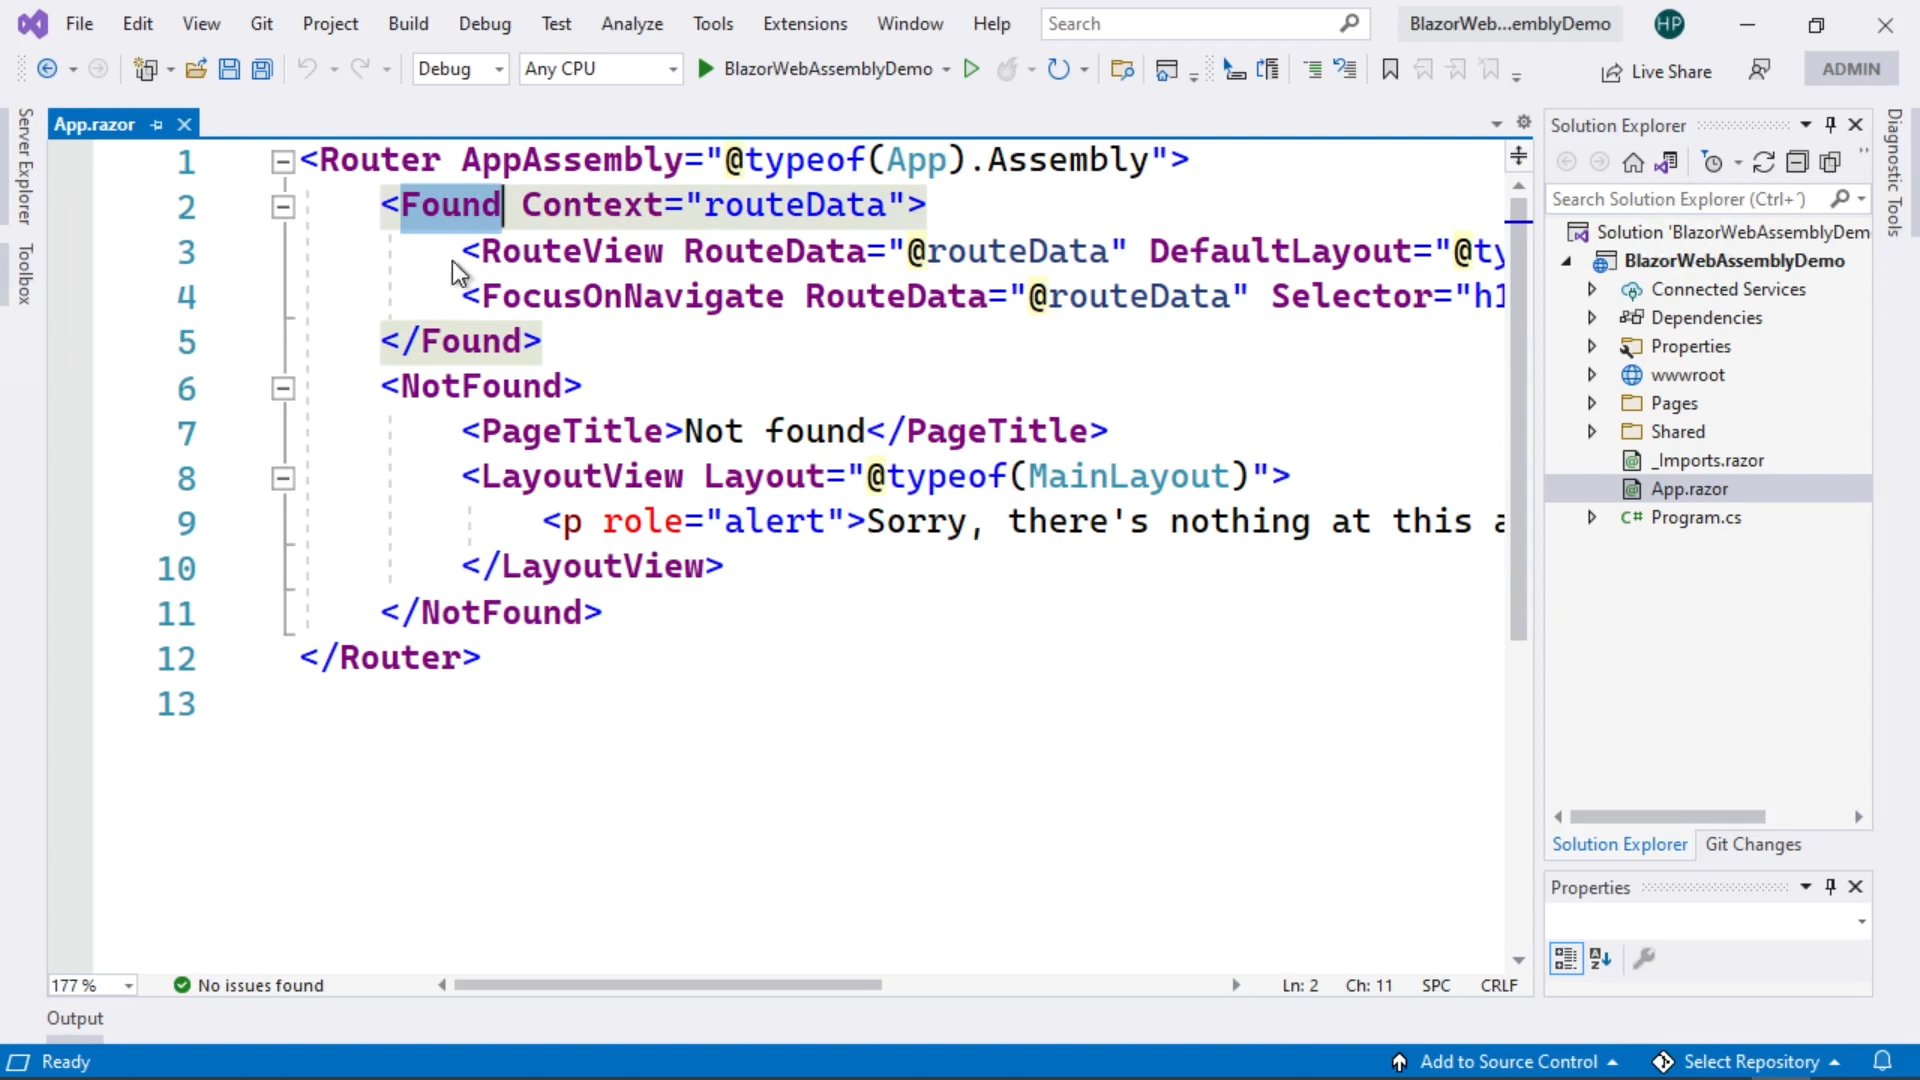 File Edit View Git Project Build Debug Test Analyze Tools Extensions Window Help Search BlazorWeb...emblyDemo HP
Debug Any CPU BlazorWebAssemblyDemo Live Share ADMIN
Server Explorer
Toolbox
App.razor
1 <Router AppAssembly="@typeof(App).Assembly">
2 <Found Context="routeData">
3 <RouteView RouteData="@routeData" DefaultLayout="@ty
4 <FocusOnNavigate RouteData="@routeData" Selector="h1
5 </Found>
6 <NotFound>
7 <PageTitle>Not found</PageTitle>
8 <LayoutView Layout="@typeof(MainLayout)">
9 <p role="alert">Sorry, there's nothing at this a
10 </LayoutView>
11 </NotFound>
12 </Router>
13
177 % No issues found Ln: 2 Ch: 11 SPC CRLF
Output
Solution Explorer
Search Solution Explorer (Ctrl+')
Solution 'BlazorWebAssemblyDem
BlazorWebAssemblyDemo
Connected Services
Dependencies
Properties
wwwroot
Pages
Shared
_Imports.razor
App.razor
C# Program.cs
Solution Explorer Git Changes
Properties
Diagnostic Tools
Ready Add to Source Control Select Repository